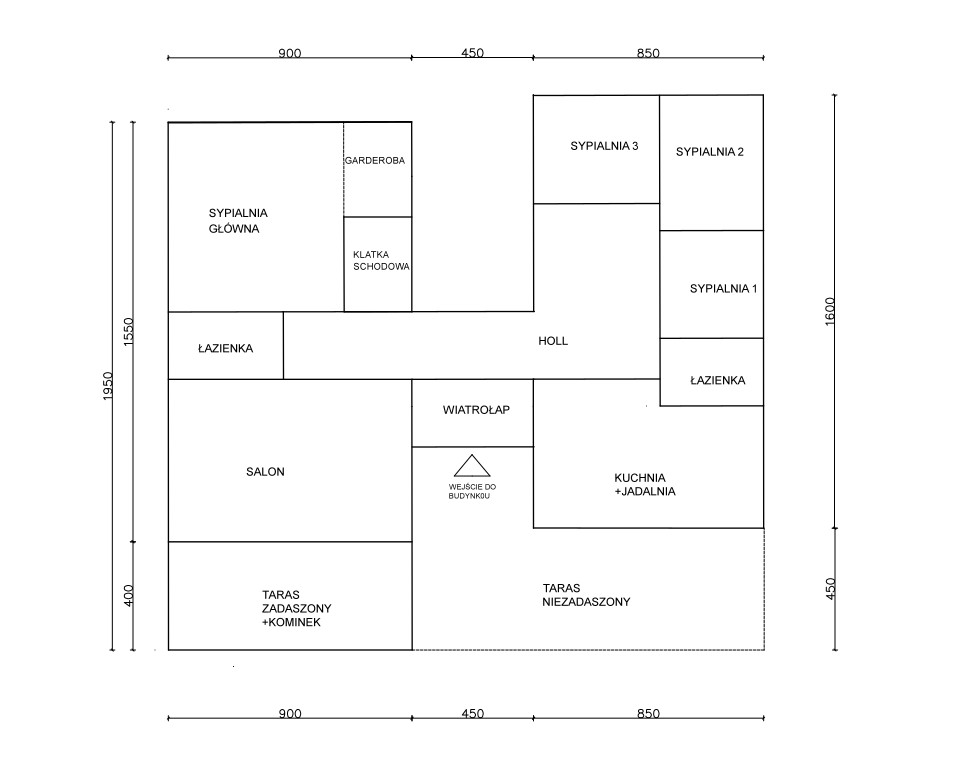 900
450
850
SYPIALNIA 3
SYPIALNIA 2
GARDEROBA
SYPIALNIA
GŁÓWNA
KLATKA
SCHODOWA
SYPIALNIA 1
1600
1550
HOLL
ŁAZIENKA
1950
ŁAZIENKA
WIATROŁAP
SALON
KUCHNIA
+JADALNIA
WEJŚCIE DO
BUDYNK0U
400
TARAS
ZADASZONY
+KOMINEK
TARAS
NIEZADASZONY
450
900
450
850